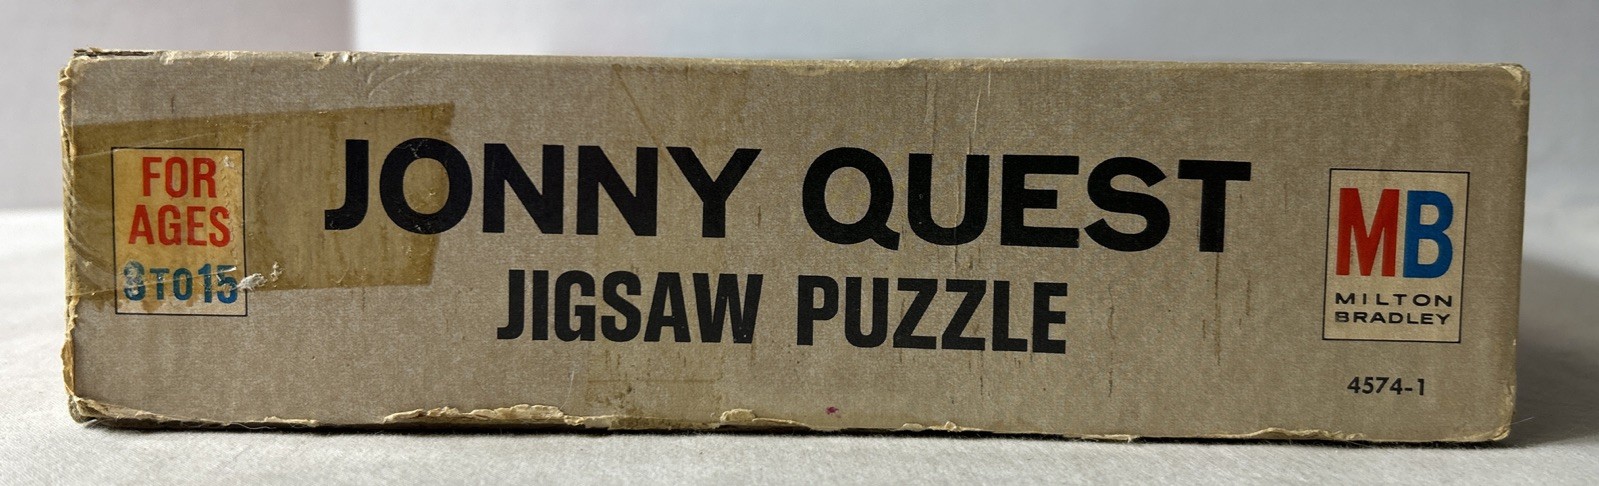 FOR
AGES
8 TO 15
JONNY QUEST
JIGSAW PUZZLE
MB
MILTON
BRADLEY
4574-1